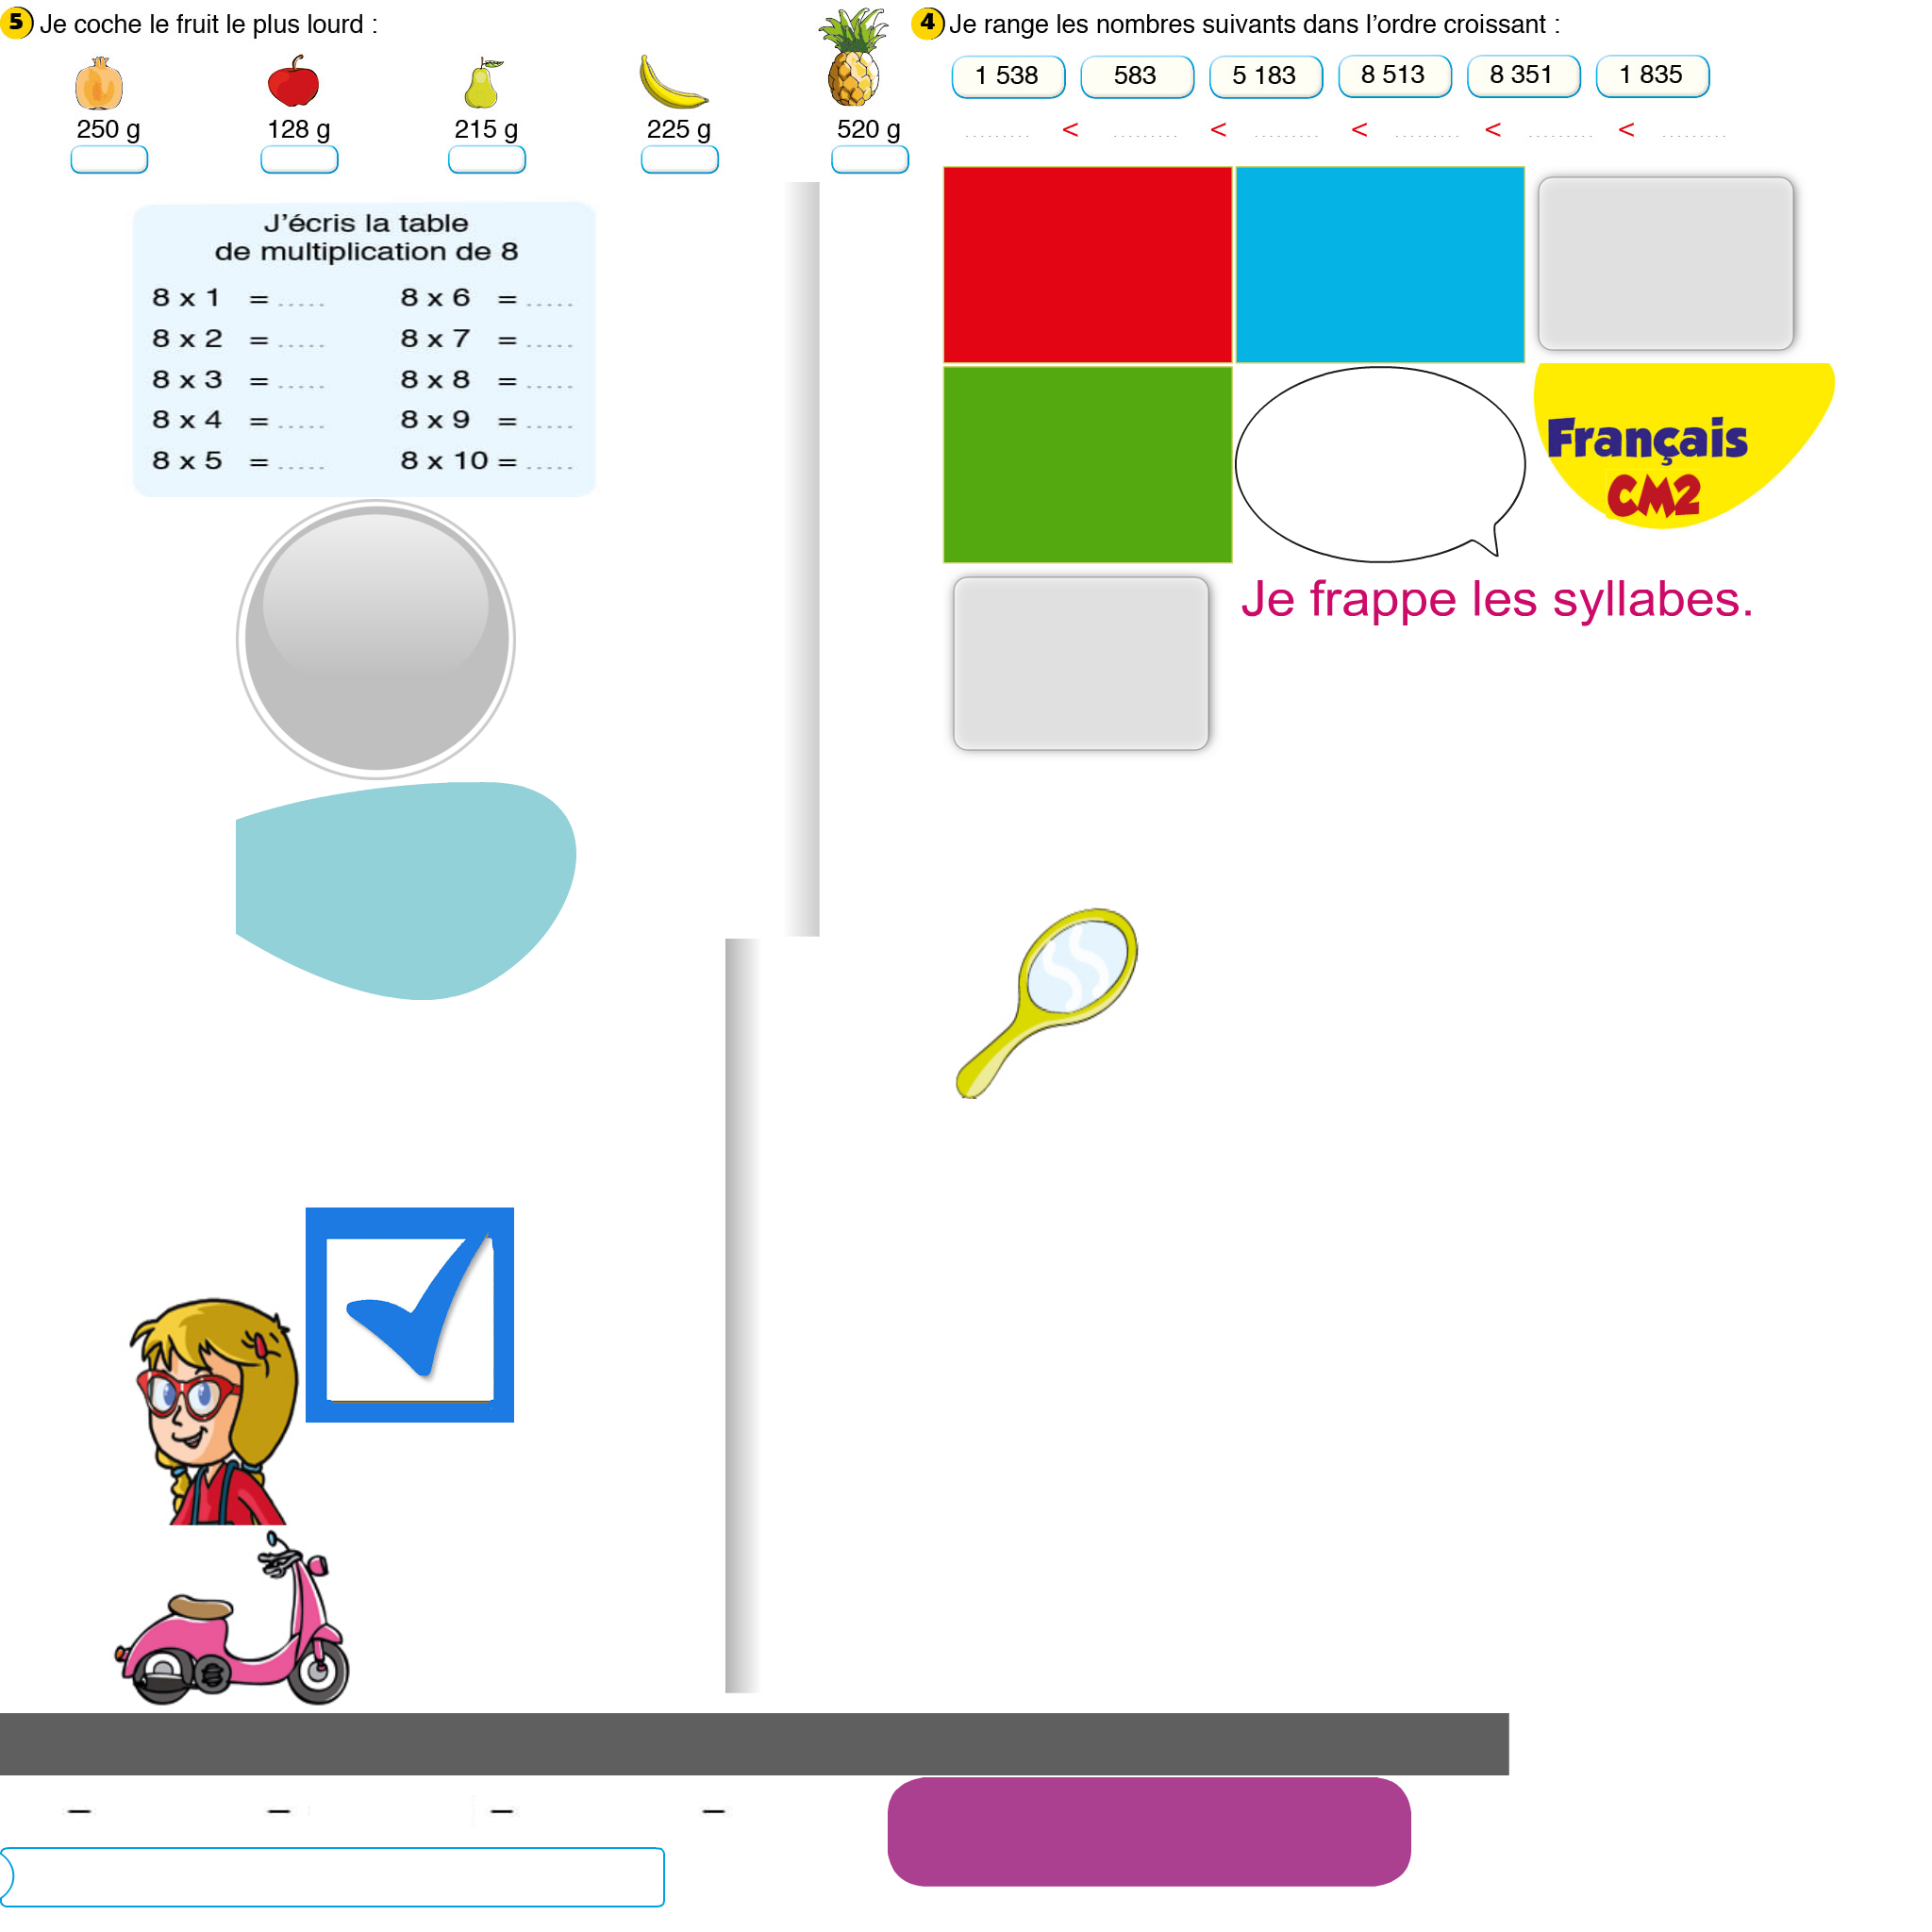 5 Je coche le fruit le plus lourd :
250 g 128 g 215 g 225 g 520 g
4 Je range les nombres suivants dans l’ordre croissant :
1 538 583 5 183 8 513 8 351 1 835
......... < ......... < ......... < ......... < ......... < .........
J’écris la table
de multiplication de 8
8 x 1 = ..... 8 x 6 = .....
8 x 2 = ..... 8 x 7 = .....
8 x 3 = ..... 8 x 8 = .....
8 x 4 = ..... 8 x 9 = .....
8 x 5 = ..... 8 x 10 = .....
Français
CM2
Je frappe les syllabes.